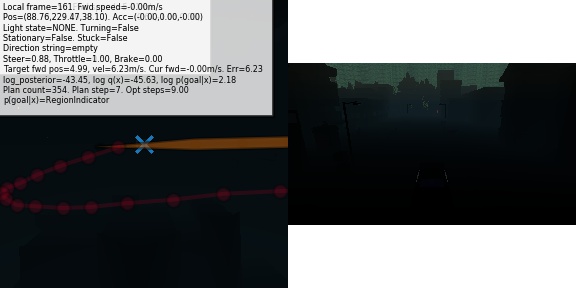 Local frame=161. Fwd speed=-0.00m/s
Pos=(88.76,229.47,38.10). Acc=(-0.00,0.00,-0.00)
Light state=NONE. Turning=False
Stationary=False. Stuck=False
Direction string=empty
Steer=0.88, Throttle=1.00, Brake=0.00
Target fwd pos=4.99, vel=6.23m/s. Cur fwd=-0.00m/s. Err=6.23
log_posterior=-43.45, log q(x)=-45.63, log p(goal|x)=2.18
Plan count=354. Plan step=7. Opt steps=9.00
p(goal|x)=RegionIndicator